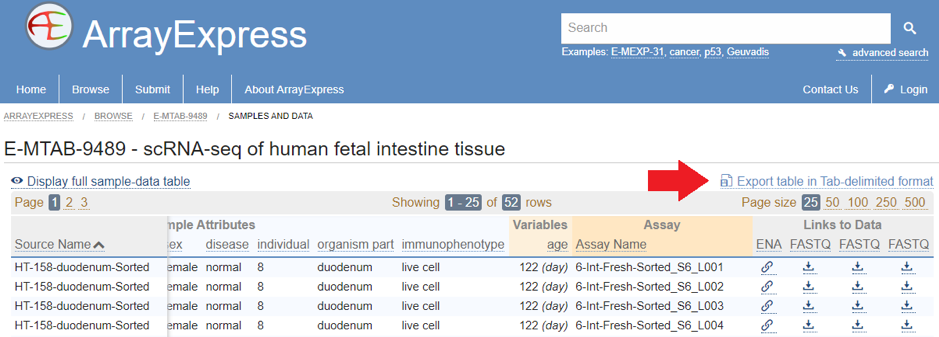 ArrayExpress
Search
Examples: E-MEXP-31, cancer, p53, Geuvadis
advanced search
Home Browse Submit Help About ArrayExpress Contact Us Login
ARRAYEXPRESS / BROWSE / E-MTAB-9489 / SAMPLES AND DATA
E-MTAB-9489 - scRNA-seq of human fetal intestine tissue
Display full sample-data table Export table in Tab-delimited format
Page 1 2 3 Showing 1 - 25 of 52 rows Page size 25 50 100 250 500
mple Attributes Variables Assay Links to Data
Source Name sex disease individual organism part immunophenotype age Assay Name ENA FASTQ FASTQ FASTQ
HT-158-duodenum-Sorted emale normal 8 duodenum live cell 122 (day) 6-Int-Fresh-Sorted_S6_L001
HT-158-duodenum-Sorted emale normal 8 duodenum live cell 122 (day) 6-Int-Fresh-Sorted_S6_L002
HT-158-duodenum-Sorted emale normal 8 duodenum live cell 122 (day) 6-Int-Fresh-Sorted_S6_L003
HT-158-duodenum-Sorted emale normal 8 duodenum live cell 122 (day) 6-Int-Fresh-Sorted_S6_L004